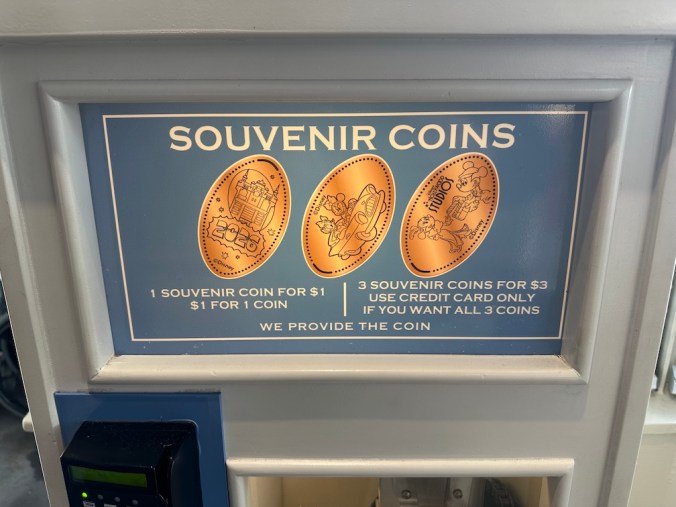 SOUVENIR COINS
2026
STUDIOS
1 SOUVENIR COIN FOR $1
$1 FOR 1 COIN
3 SOUVENIR COINS FOR $3
USE CREDIT CARD ONLY
IF YOU WANT ALL 3 COINS
WE PROVIDE THE COIN